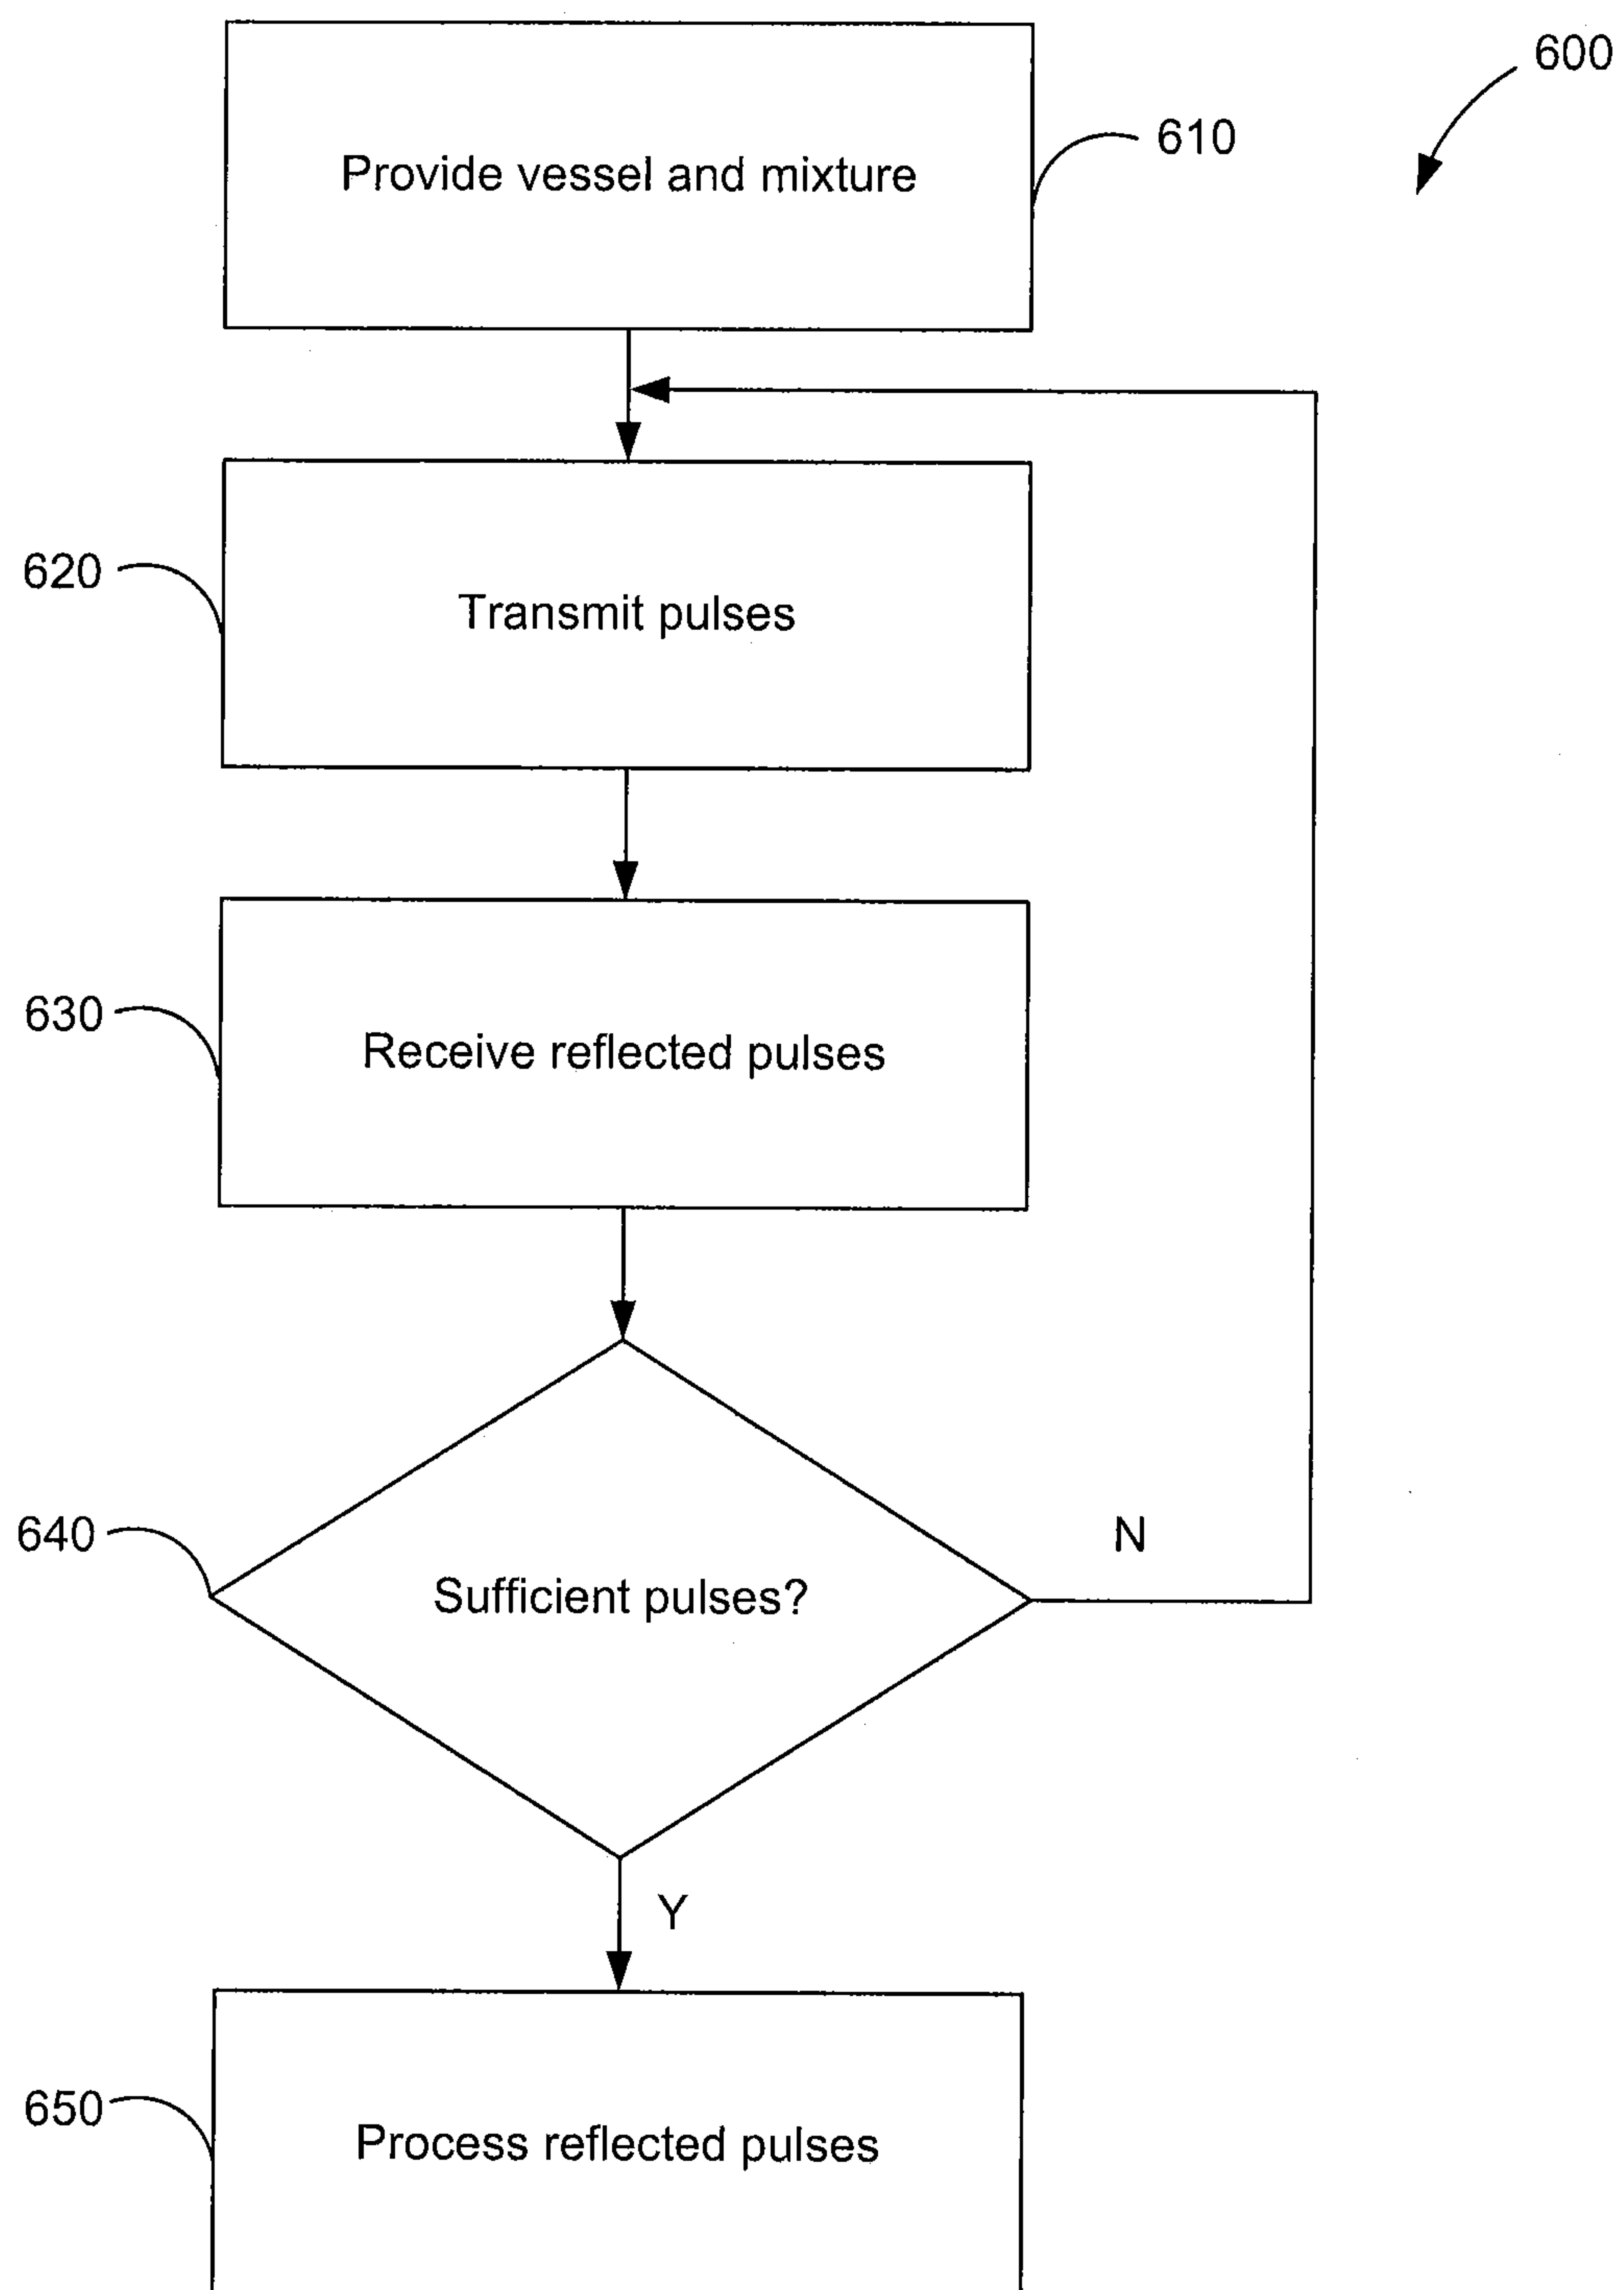 600
Provide vessel and mixture
610
620
Transmit pulses
630
Receive reflected pulses
640
Sufficient pulses?
N
Y
650
Process reflected pulses